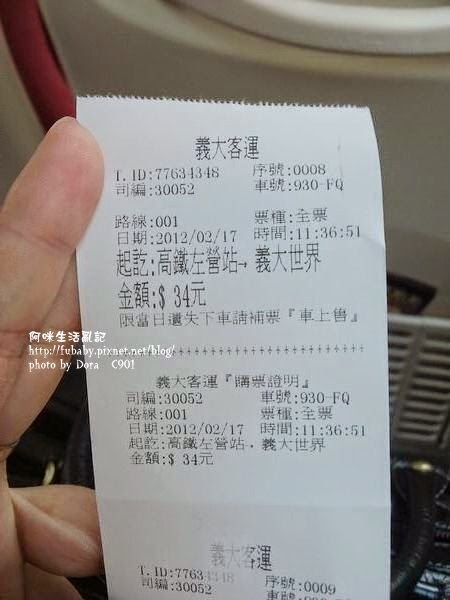 義大客運
T.ID:77634348 序號:0008
司編:30052 車號:930-FQ
路線:001 票種:全票
日期:2012/02/17 時間:11:36:51
起訖:高鐵左營站→義大世界
金額:$ 34元
限當日遺失下車請補票『車上售』
阿咪生活亂記
http://fubaby.pixnet.net/blog/
photo by Dora C901
義大客運『購票證明』
司編:30052 車號:930-FQ
路線:001 票種:全票
日期:2012/02/17 時間:11:36:51
起訖:高鐵左營站→義大世界
金額:$ 34元
義大客運
T.ID:77634348 序號:0009
司編:30052